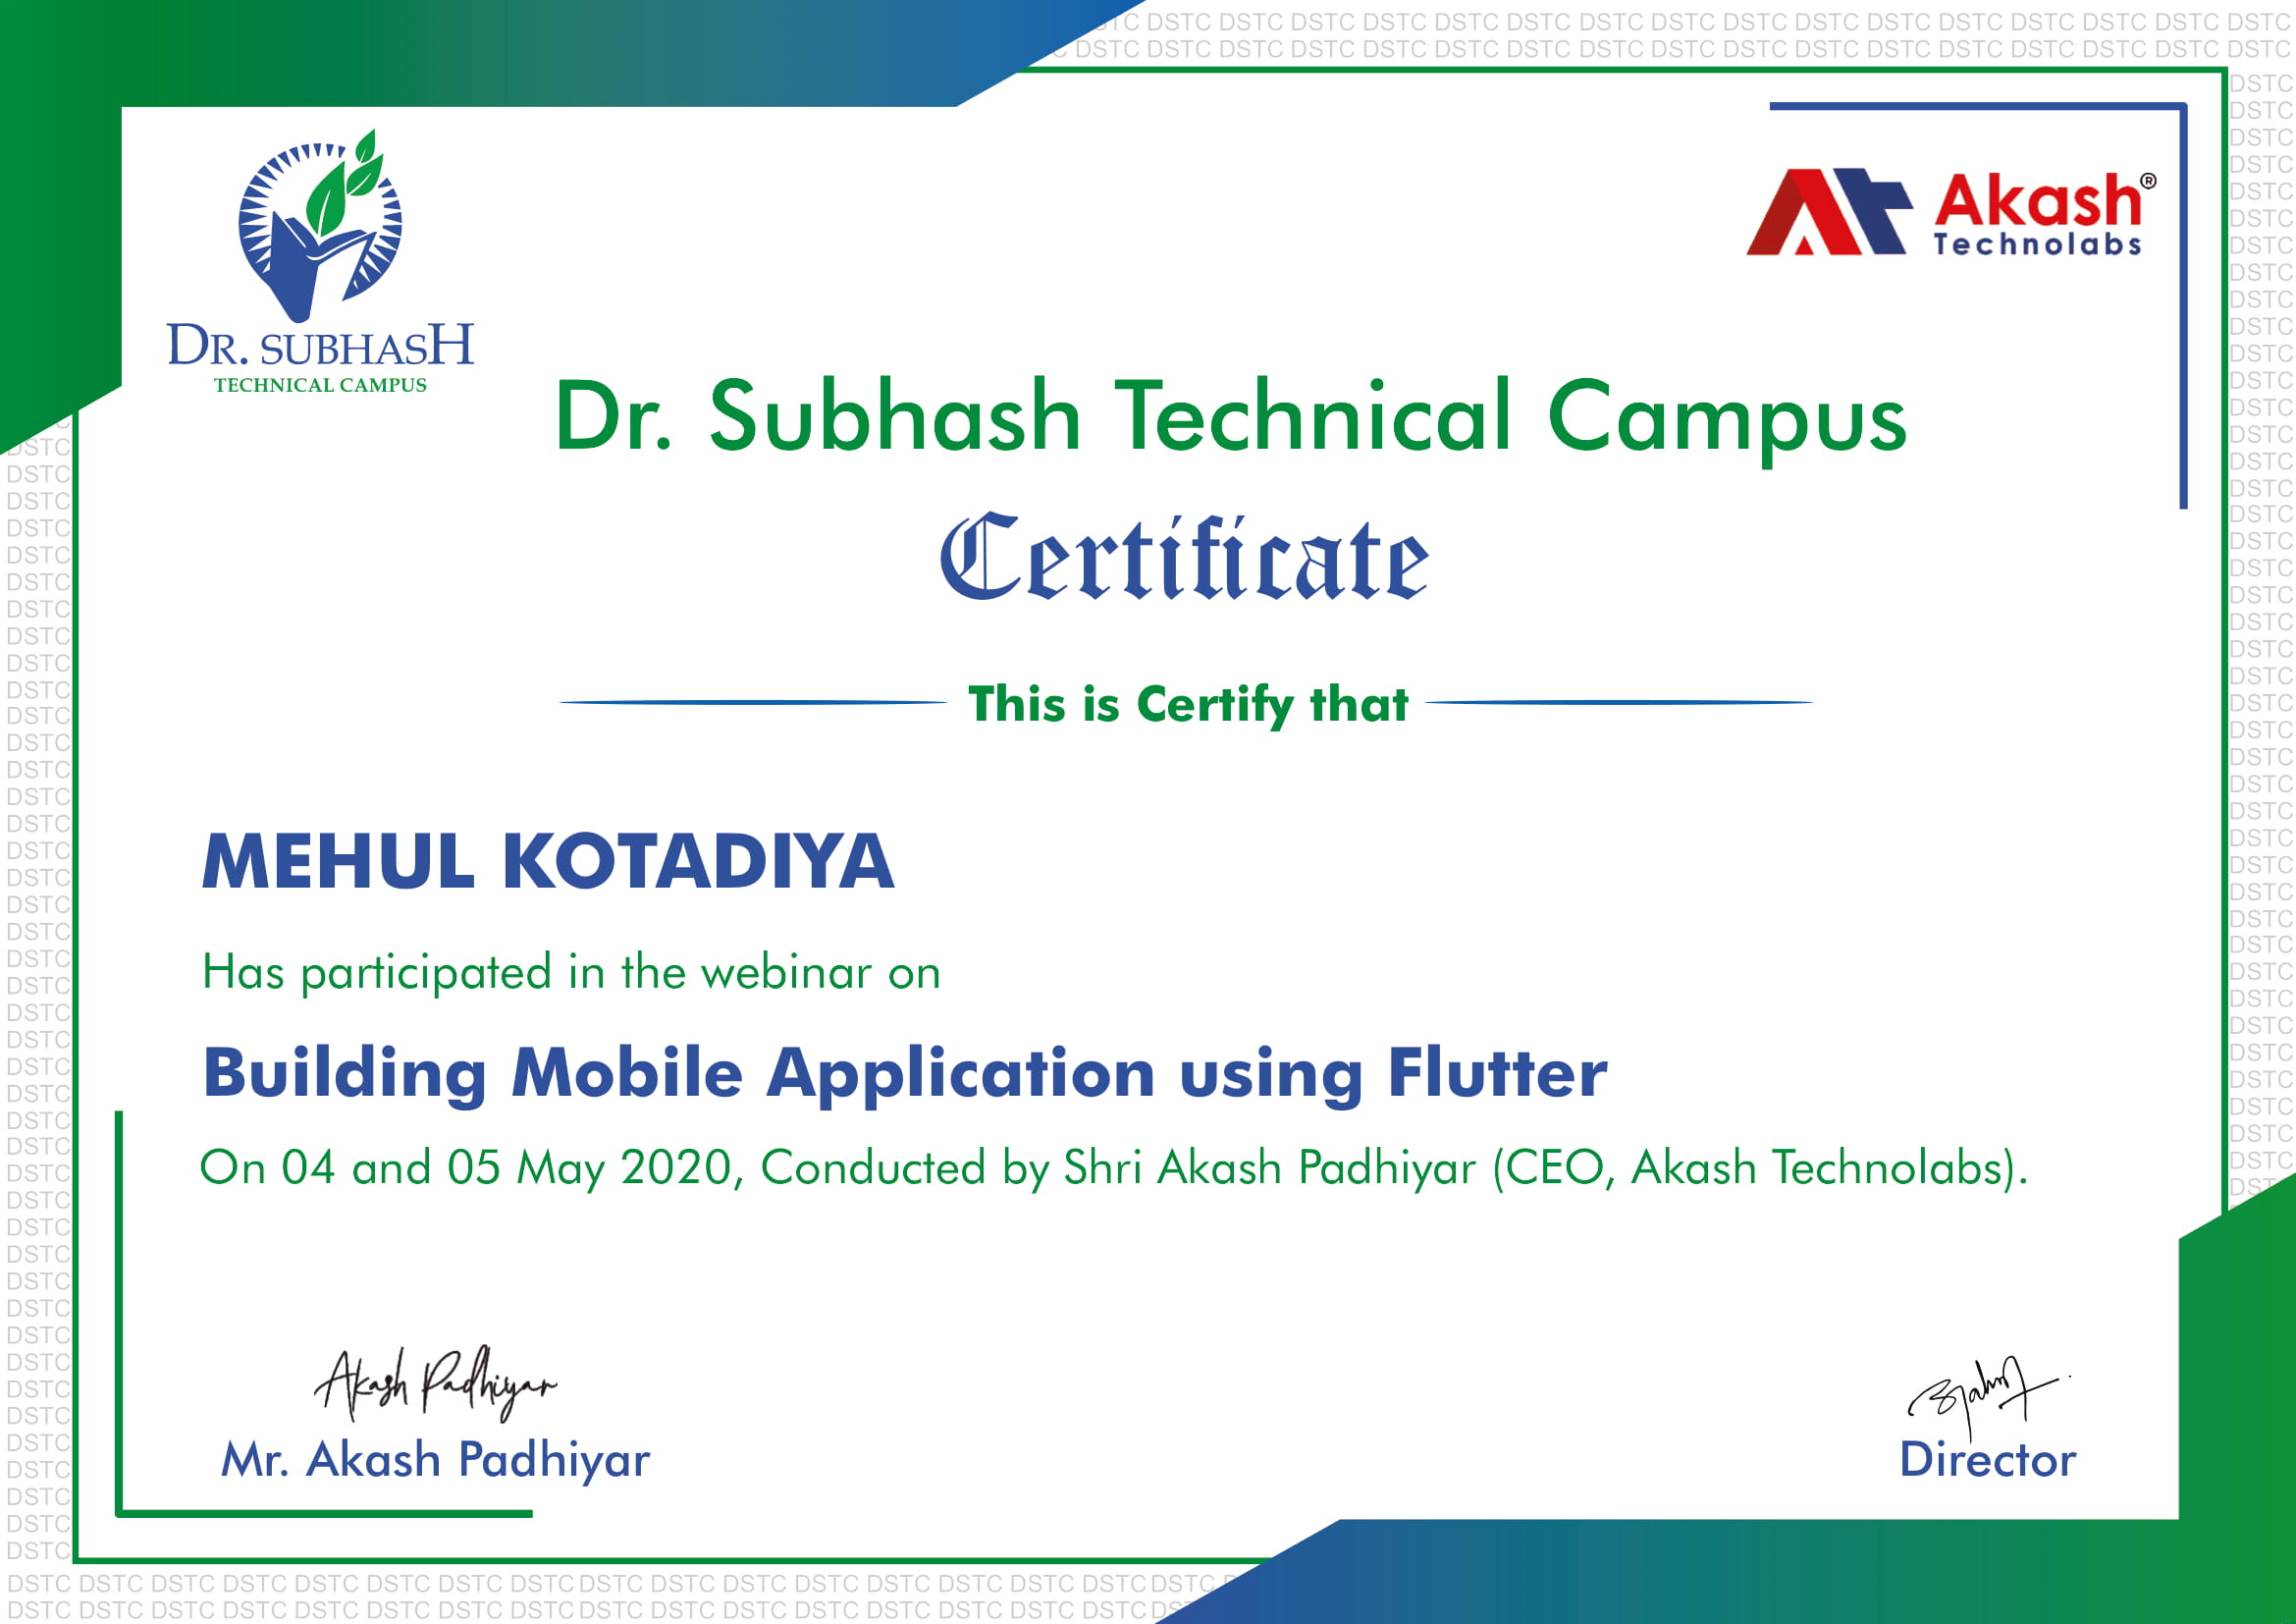 DR. SUBHASH
TECHNICAL CAMPUS
Akash®
Technolabs
Dr. Subhash Technical Campus
Certificate
This is Certify that
MEHUL KOTADIYA
Has participated in the webinar on
Building Mobile Application using Flutter
On 04 and 05 May 2020, Conducted by Shri Akash Padhiyar (CEO, Akash Technolabs).
Akash Padhiyar
Mr. Akash Padhiyar
Director